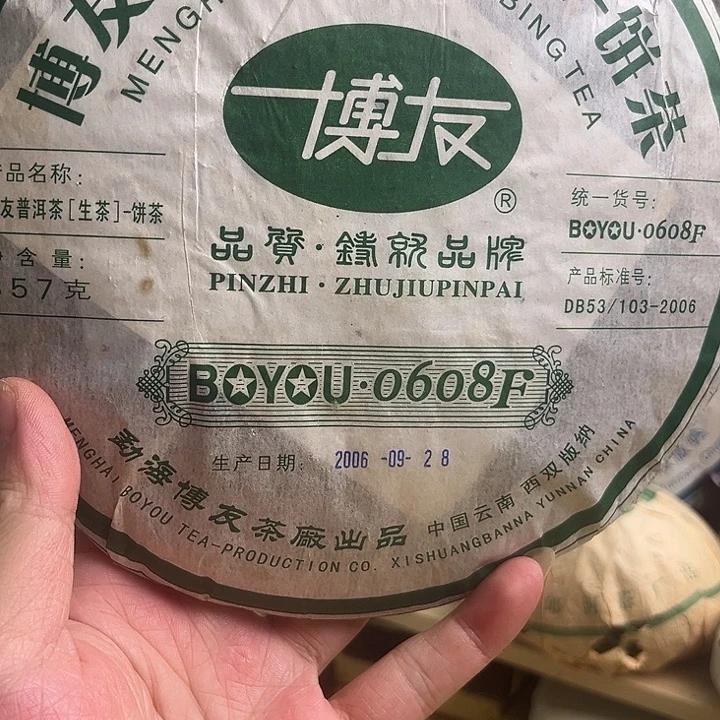 博友
MENGHA
BING TEA
饼茶
博友
®
品名称:
友普洱茶[生茶]-饼茶
含量:
57克
统一货号:
BOYOU·0608F
产品标准号:
DB53/103-2006
品質·鑄就品牌
PINZHI·ZHUJIUPINPAI
BOYOU·0608F
生产日期: 2006 -09- 28
勐海博友茶廠出品 中国云南 西双版纳
MENGHAI BOYOU TEA-PRODUCTION CO. XISHUANGBANNA YUNNAN CHINA